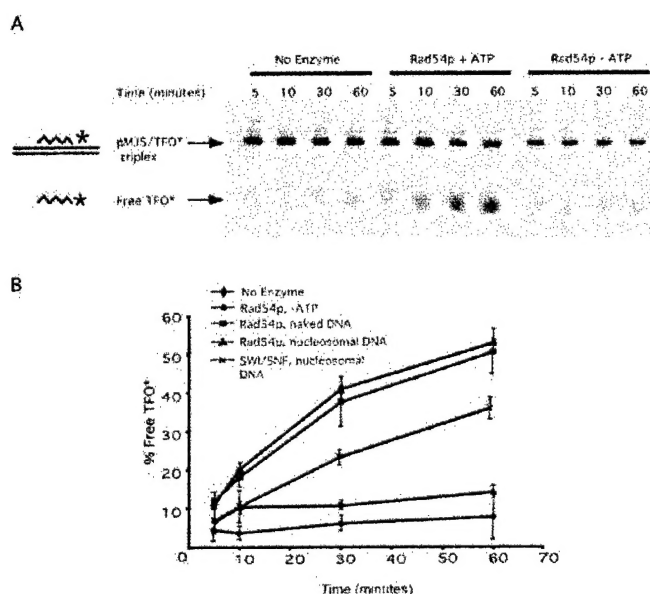 A
No Enzyme Rad54p + ATP Rad54p - ATP
Time (minutes) 5 10 30 60 5 10 30 60 5 10 30 60
pMJ5/TFO*
triplex
Free TFO*
B
No Enzyme
Rad54p, -ATP
Rad54p, naked DNA
Rad54p, nucleosomal DNA
SWI/SNF, nucleosomal
DNA
% Free TFO*
60
50
40
30
20
10
0 10 20 30 40 50 60 70
Time (minutes)